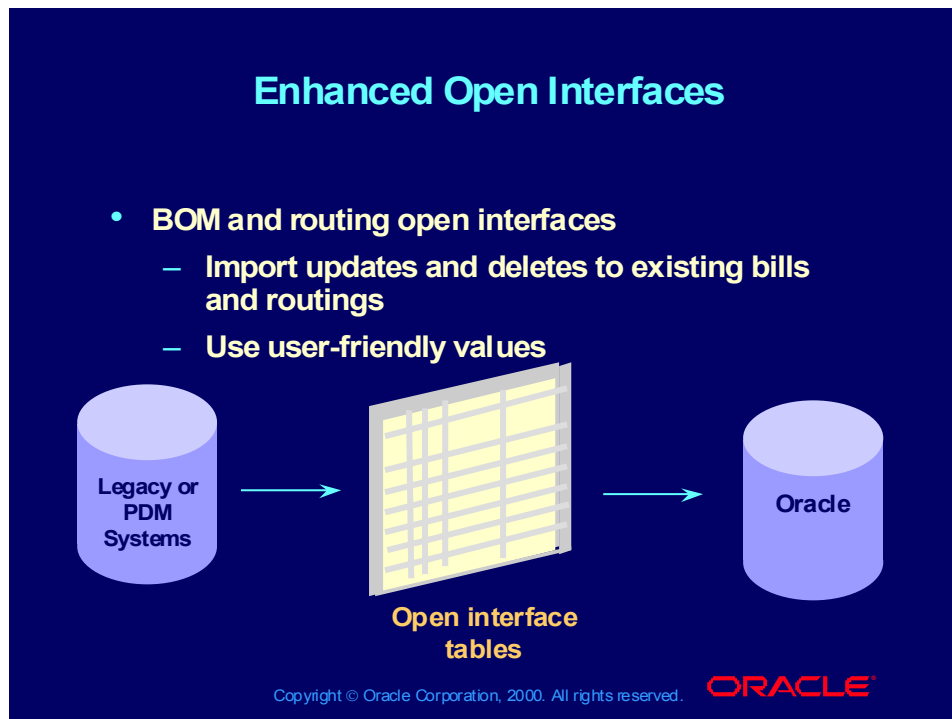 Enhanced Open Interfaces
• BOM and routing open interfaces
– Import updates and deletes to existing bills
and routings
– Use user-friendly values
Legacy or
PDM
Systems
Oracle
Open interface
tables
Copyright © Oracle Corporation, 2000. All rights reserved.
ORACLE®